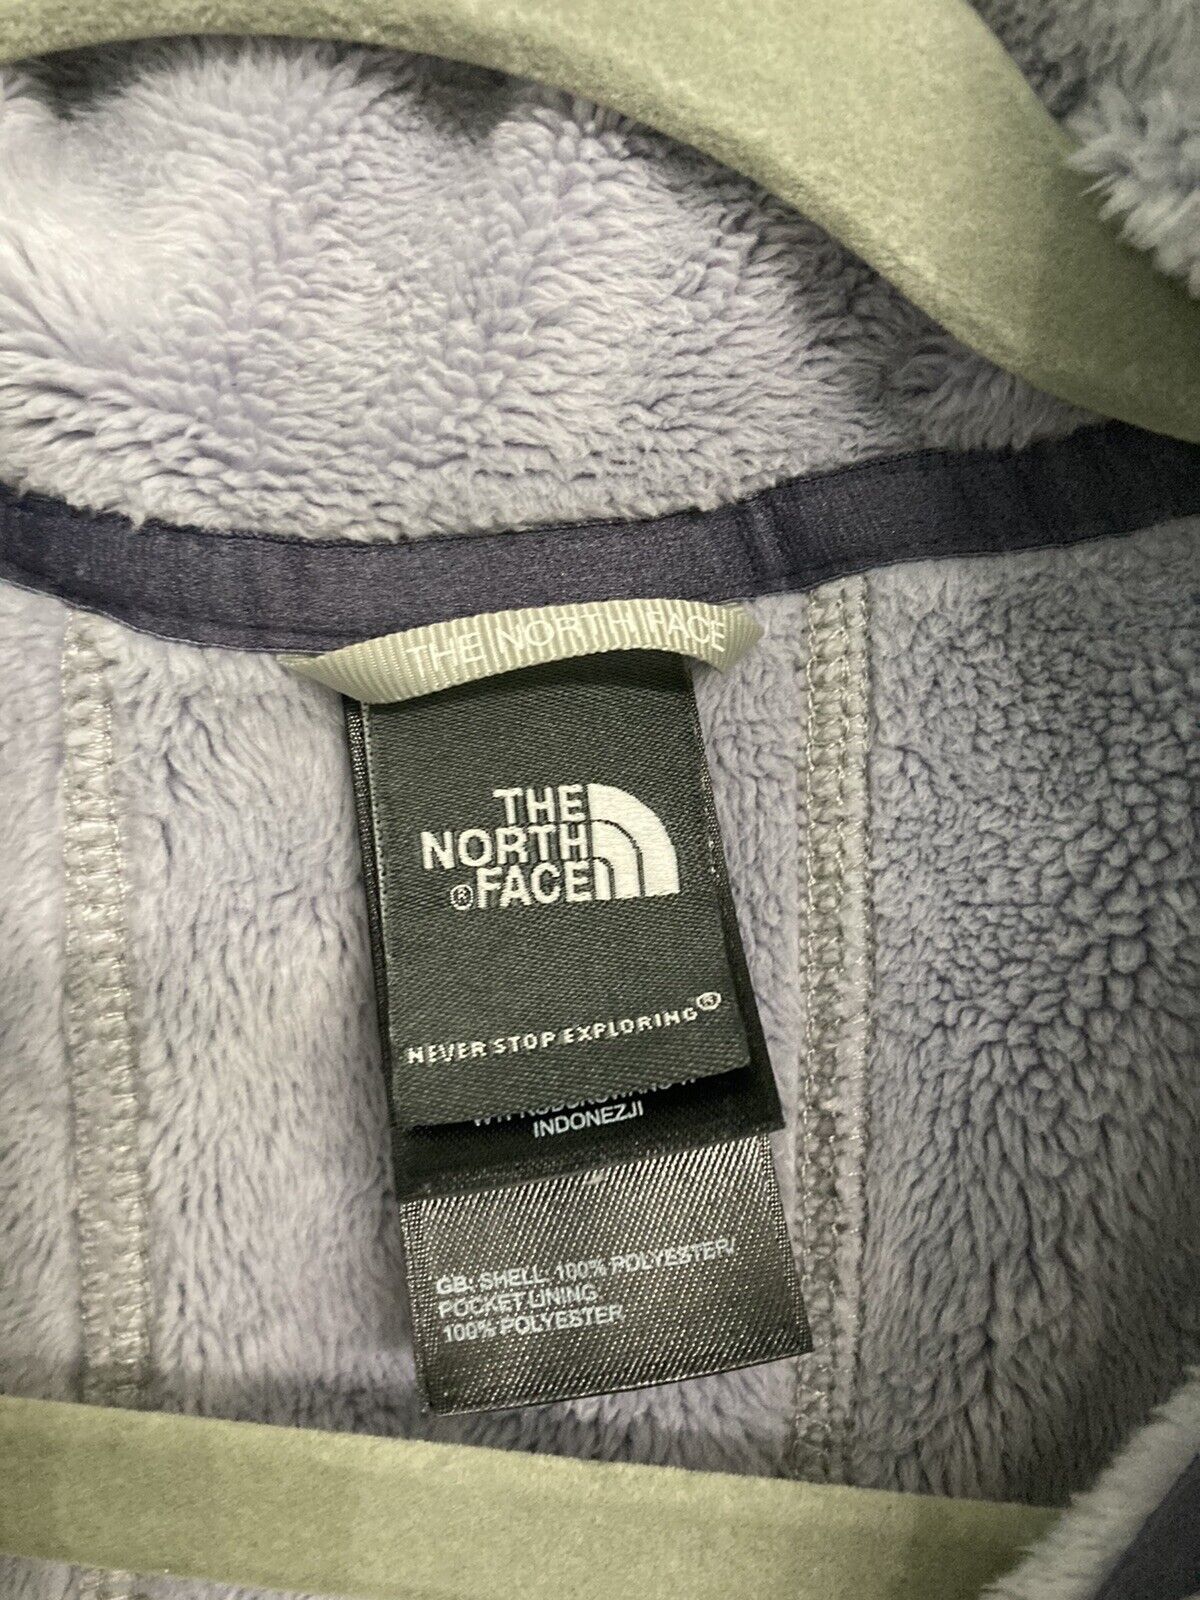 THE NORTH FACE
THE
NORTH
® FACE
NEVER STOP EXPLORING®
INDONEZJI
GB: SHELL 100% POLYESTER/
POCKET LINING
100% POLYESTER